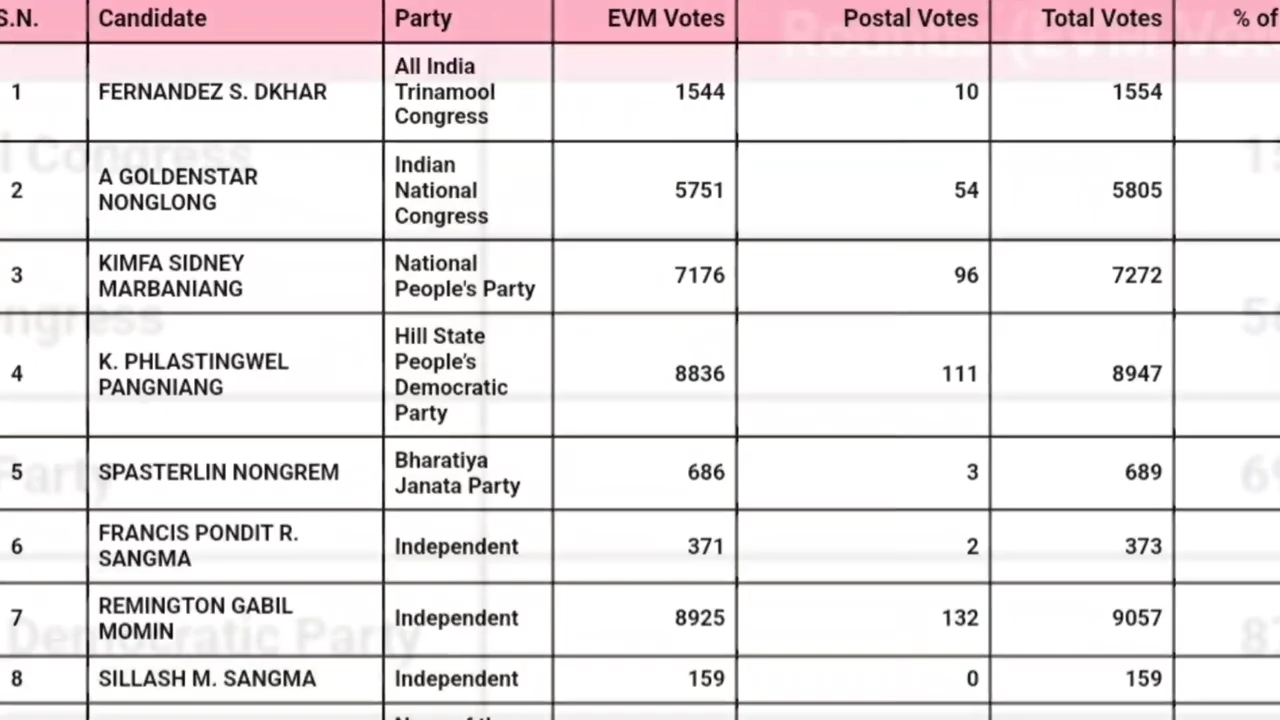 S.N. Candidate Party EVM Votes Postal Votes Total Votes % of
1 FERNANDEZ S. DKHAR All India Trinamool Congress 1544 10 1554
2 A GOLDENSTAR NONGLONG Indian National Congress 5751 54 5805
3 KIMFA SIDNEY MARBANIANG National People's Party 7176 96 7272
4 K. PHLASTINGWEL PANGNIANG Hill State People's Democratic Party 8836 111 8947
5 SPASTERLIN NONGREM Bharatiya Janata Party 686 3 689
6 FRANCIS PONDIT R. SANGMA Independent 371 2 373
7 REMINGTON GABIL MOMIN Independent 8925 132 9057
8 SILLASH M. SANGMA Independent 159 0 159